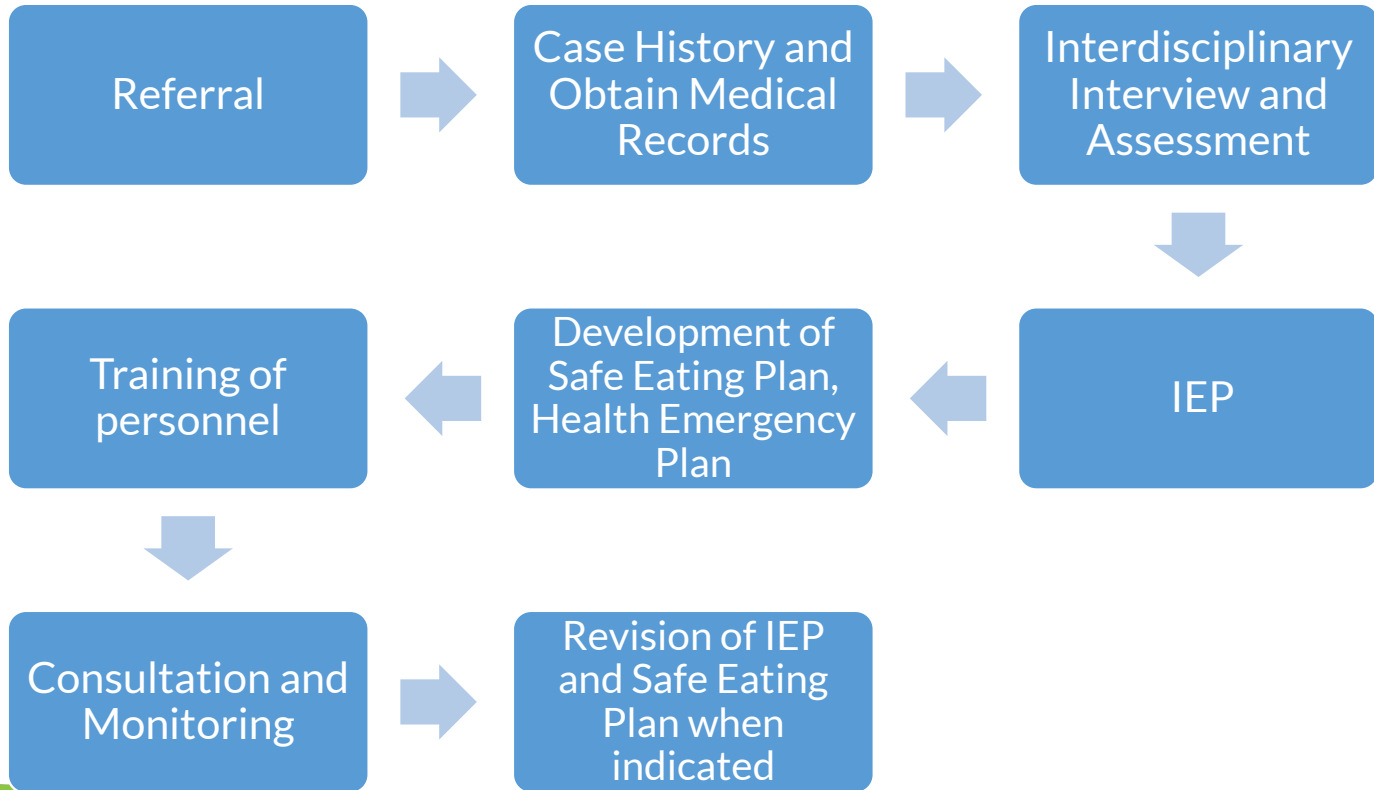 Referral
Case History and
Obtain Medical
Records
Interdisciplinary
Interview and
Assessment
IEP
Development of
Safe Eating Plan,
Health Emergency
Plan
Training of
personnel
Consultation and
Monitoring
Revision of IEP
and Safe Eating
Plan when
indicated